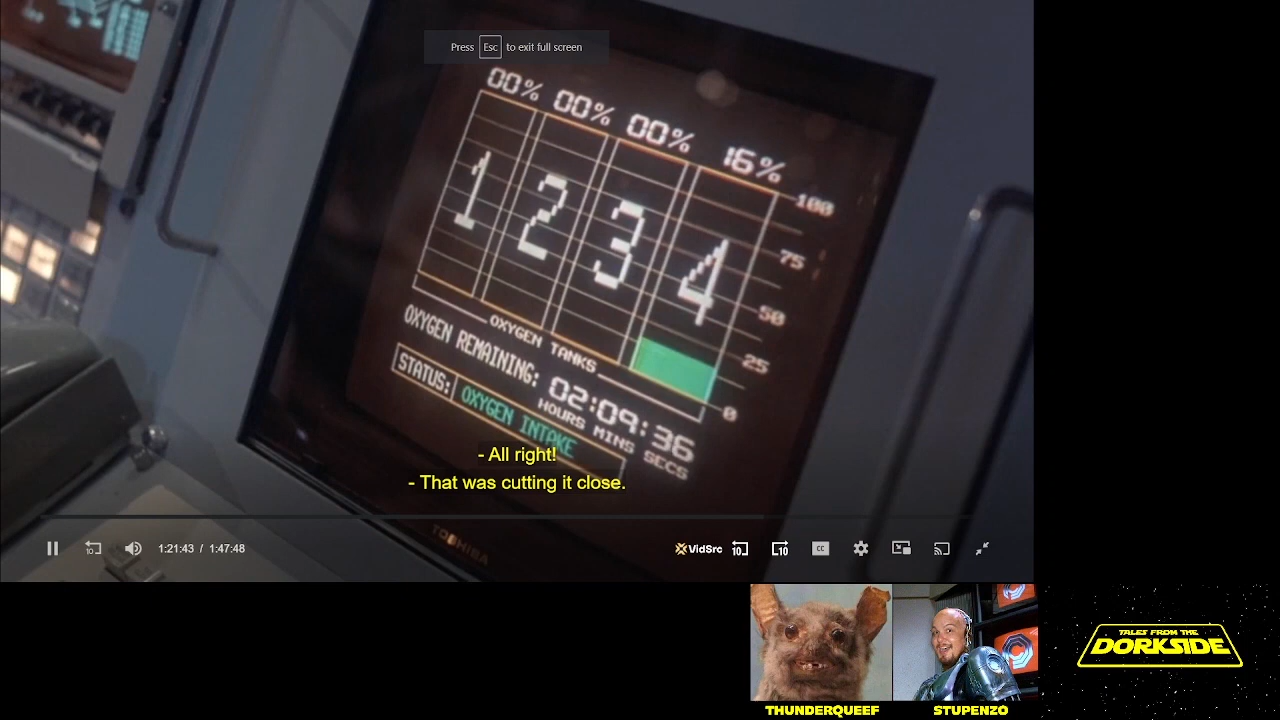 Press Esc to exit full screen
00% 00% 00% 16%
100
75
50
25
0
1 2 3 4
OXYGEN TANKS
OXYGEN REMAINING: 02:09:36
HOURS MINS SECS
STATUS: OXYGEN INTAKE
- All right!
- That was cutting it close.
TOSHIBA
1:21:43 / 1:47:48
10
VidSrc
10
10
CC
THUNDERQUEEF
STUPENZO
TALES FROM THE
DORKSIDE